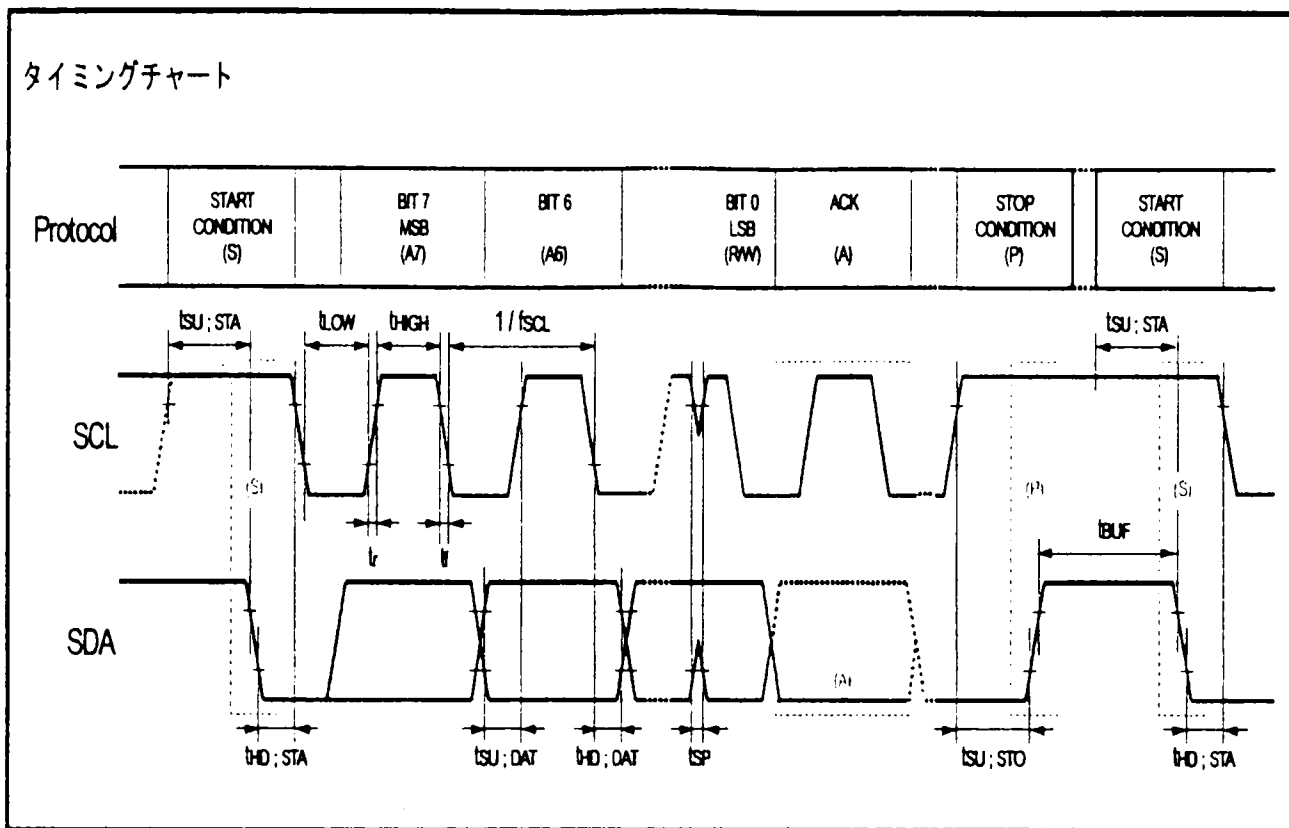 タイミングチャート
Protocol
START
CONDITION
(S)
BIT 7
MSB
(A7)
BIT 6
(A6)
BIT 0
LSB
(R/W)
ACK
(A)
STOP
CONDITION
(P)
START
CONDITION
(S)
tSU ; STA
tLOW
tHIGH
1 / fSCL
tSU ; STA
SCL
(S)
(P)
(S)
tr
tf
tBUF
SDA
(A)
tHD ; STA
tSU ; DAT
tHD ; DAT
tSP
tSU ; STO
tHD ; STA